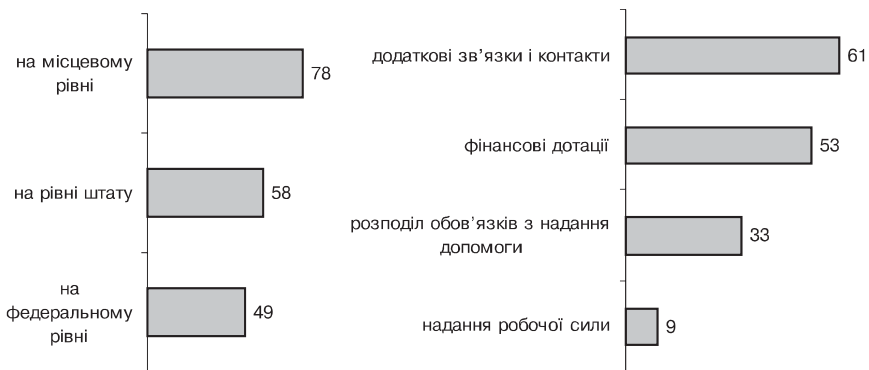 на місцевому
рівні
78
на рівні штату
58
на
федеральному
рівні
49
додаткові зв’язки і контакти
61
фінансові дотації
53
розподіл обов’язків з надання
допомоги
33
надання робочої сили
9